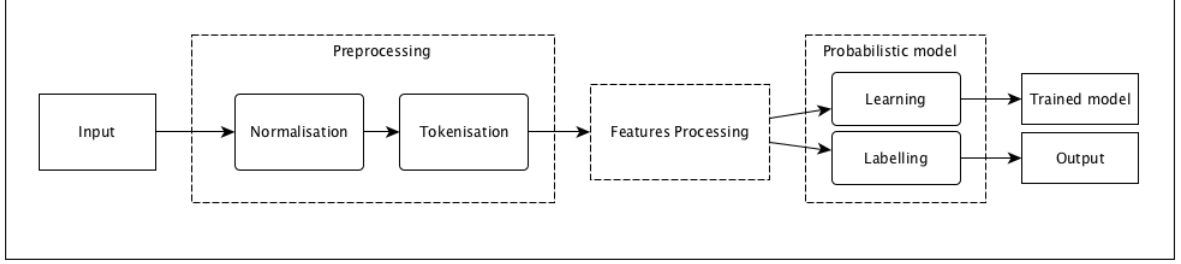 Preprocessing
Probabilistic model
Input
Normalisation
Tokenisation
Features Processing
Learning
Trained model
Labelling
Output